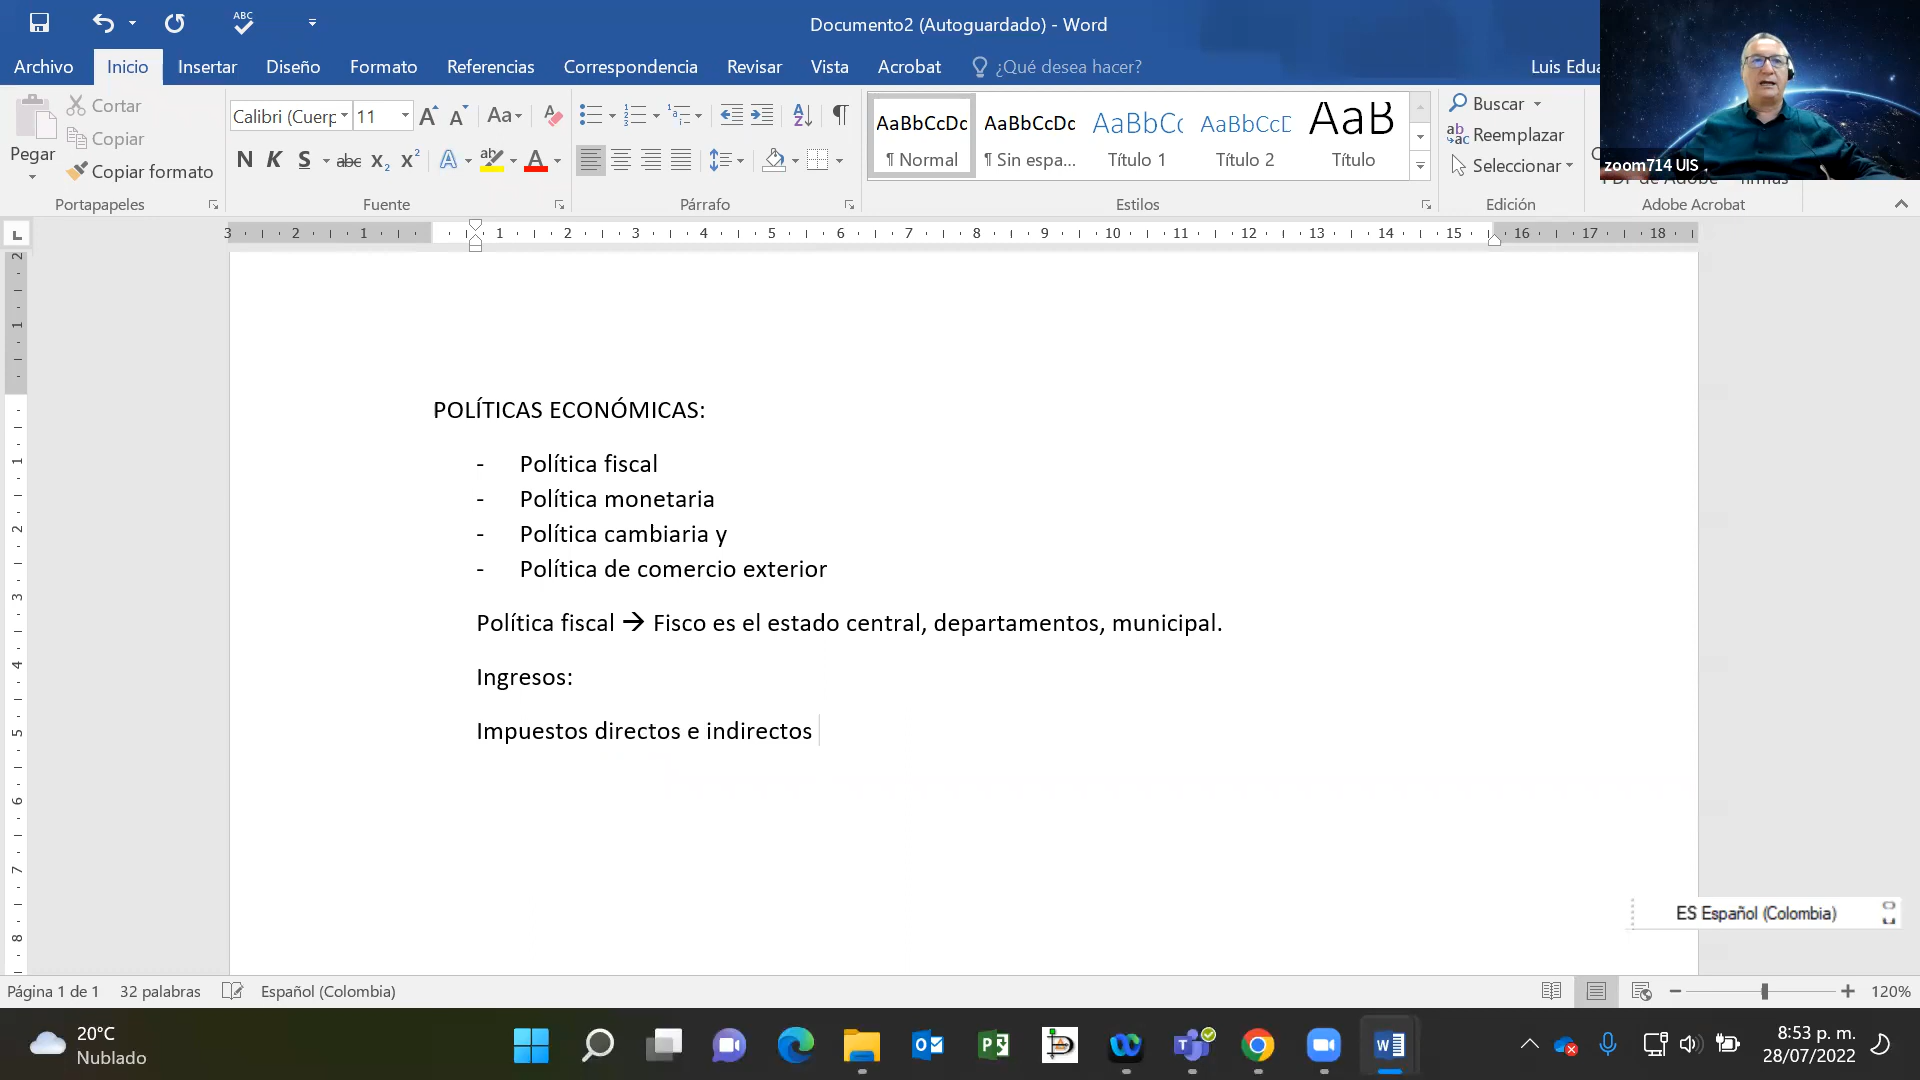 Documento2 (Autoguardado) - Word
Archivo Inicio Insertar Diseño Formato Referencias Correspondencia Revisar Vista Acrobat ¿Qué desea hacer? Luis Edua
Pegar
Cortar
Copiar
Copiar formato
Portapapeles
Calibri (Cuerp 11
Fuente
Párrafo
AaBbCcDc AaBbCcDc AaBbCc AaBbCcD AaB
¶ Normal ¶ Sin espa... Título 1 Título 2 Título
Estilos
Buscar
Reemplazar
Seleccionar
Edición
Adobe Acrobat
zoom714 UIS .
POLÍTICAS ECONÓMICAS:
- Política fiscal
- Política monetaria
- Política cambiaria y
- Política de comercio exterior
Política fiscal → Fisco es el estado central, departamentos, municipal.
Ingresos:
Impuestos directos e indirectos
ES Español (Colombia)
Página 1 de 1 32 palabras Español (Colombia) 120%
20°C
Nublado
8:53 p. m.
28/07/2022